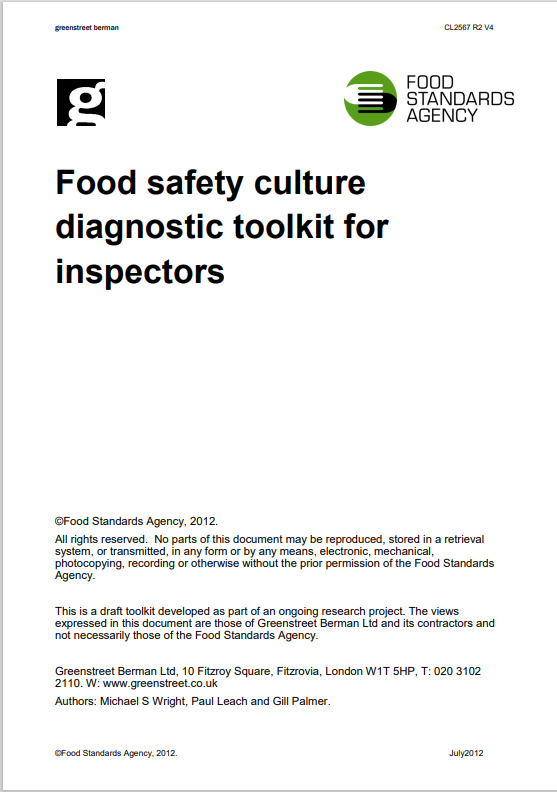 greenstreet berman
CL2567 R2 V4
g
FOOD
STANDARDS
AGENCY
Food safety culture
diagnostic toolkit for
inspectors
©Food Standards Agency, 2012.
All rights reserved.  No parts of this document may be reproduced, stored in a retrieval
system, or transmitted, in any form or by any means, electronic, mechanical,
photocopying, recording or otherwise without the prior permission of the Food Standards
Agency.
This is a draft toolkit developed as part of an ongoing research project. The views
expressed in this document are those of Greenstreet Berman Ltd and its contractors and
not necessarily those of the Food Standards Agency.
Greenstreet Berman Ltd, 10 Fitzroy Square, Fitzrovia, London W1T 5HP, T: 020 3102
2110. W: www.greenstreet.co.uk
Authors: Michael S Wright, Paul Leach and Gill Palmer.
©Food Standards Agency, 2012.
July2012